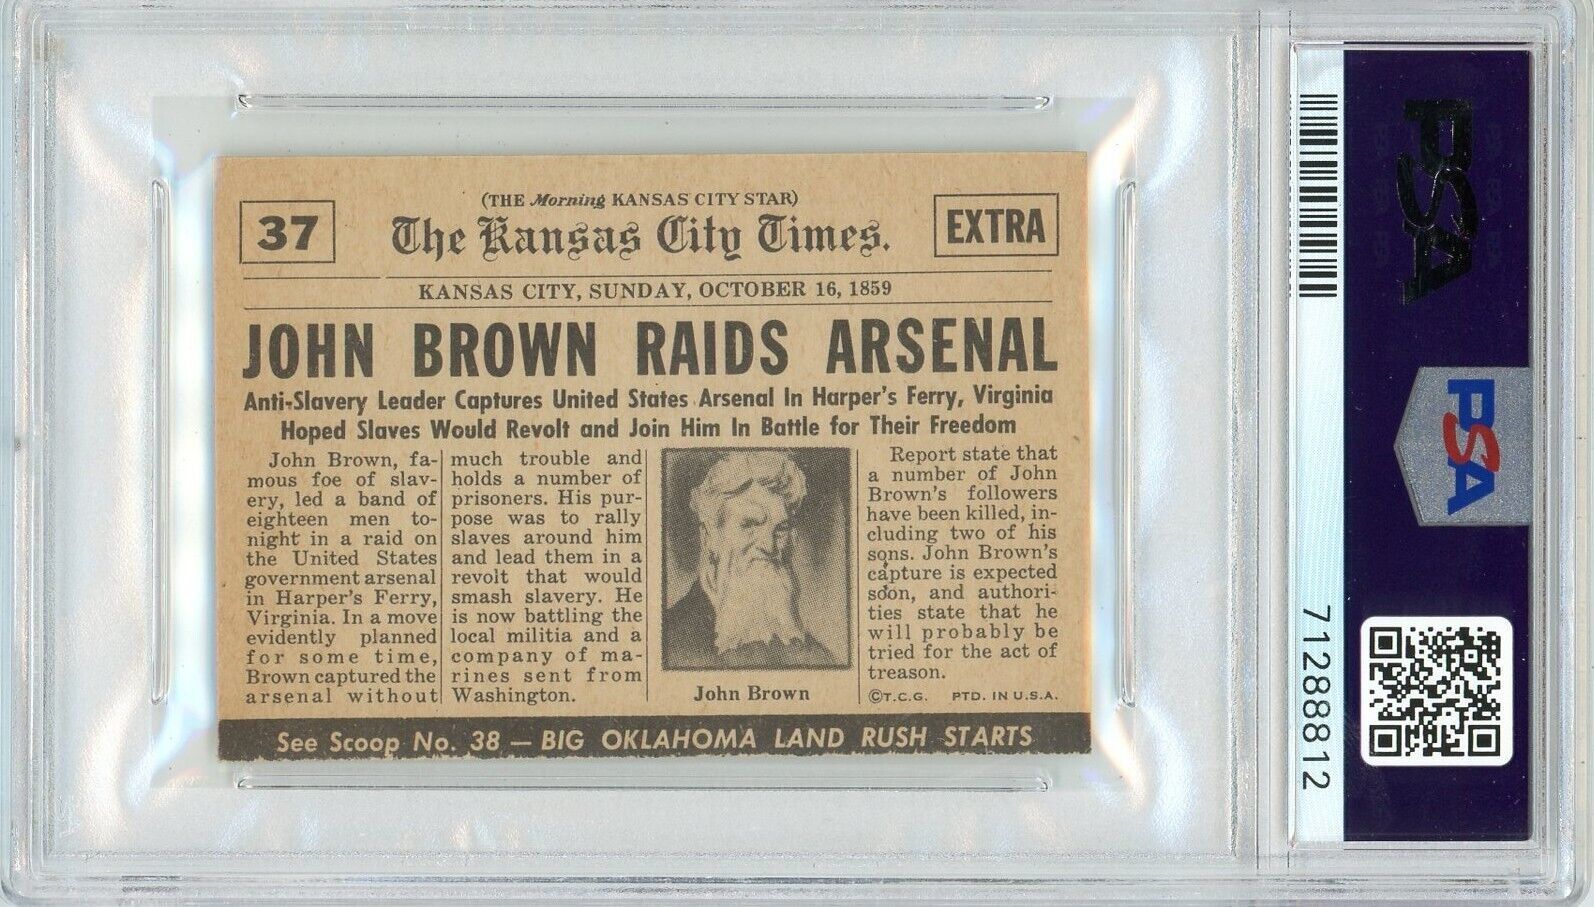 37
(THE Morning KANSAS CITY STAR)
The Kansas City Times.
EXTRA
KANSAS CITY, SUNDAY, OCTOBER 16, 1859
JOHN BROWN RAIDS ARSENAL
Anti-Slavery Leader Captures United States Arsenal In Harper's Ferry, Virginia
Hoped Slaves Would Revolt and Join Him In Battle for Their Freedom
John Brown, fa-
mous foe of slav-
ery, led a band of
eighteen men to-
night in a raid on
the United States
government arsenal
in Harper's Ferry,
Virginia. In a move
evidently planned
for some time,
Brown captured the
arsenal without
much trouble and
holds a number of
prisoners. His pur-
pose was to rally
slaves around him
and lead them in a
revolt that would
smash slavery. He
is now battling the
local militia and a
company of ma-
rines sent from
Washington.
John Brown
Report state that
a number of John
Brown's followers
have been killed, in-
cluding two of his
sons. John Brown's
capture is expected
soon, and authori-
ties state that he
will probably be
tried for the act of
treason.
©T.C.G. PTD. IN U.S.A.
See Scoop No. 38 — BIG OKLAHOMA LAND RUSH STARTS
PSA
PSA
71288812